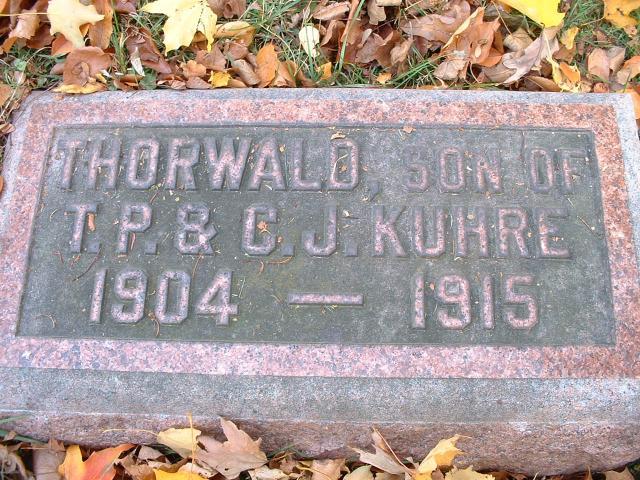 THORWALD, SON OF
T.P. & C.J. KUHRE
1904 — 1915